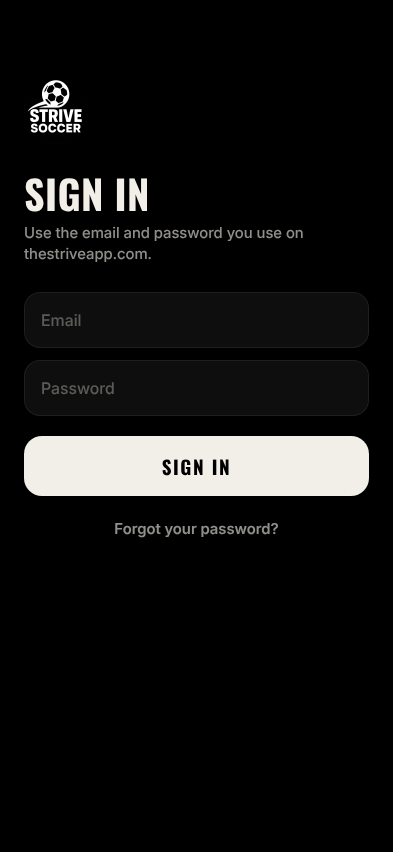 STRIVE
SOCCER
SIGN IN
Use the email and password you use on
thestriveapp.com.
Email
Password
SIGN IN
Forgot your password?